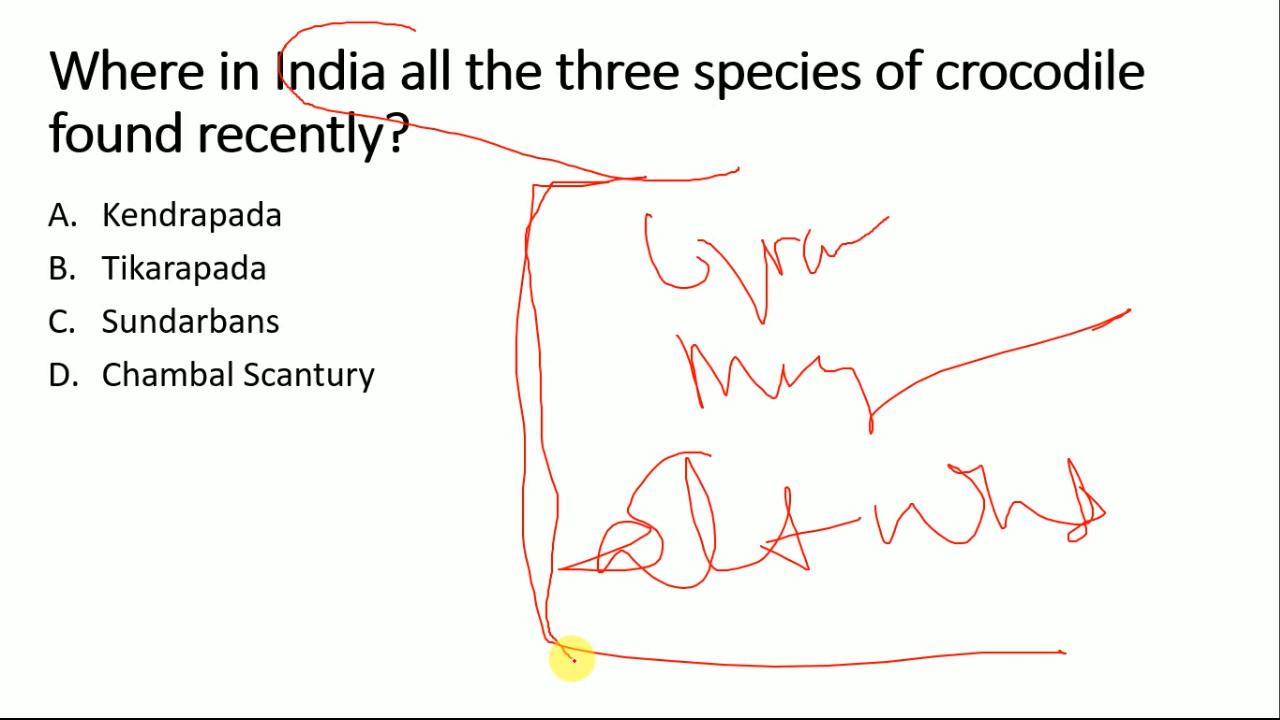 Where in India all the three species of crocodile
found recently?
A. Kendrapada
B. Tikarapada
C. Sundarbans
D. Chambal Scantury